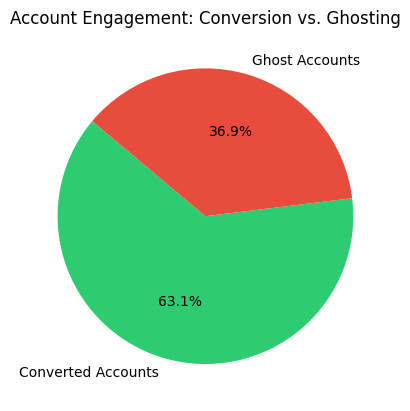 Account Engagement: Conversion vs. Ghosting
Ghost Accounts
36.9%
63.1%
Converted Accounts